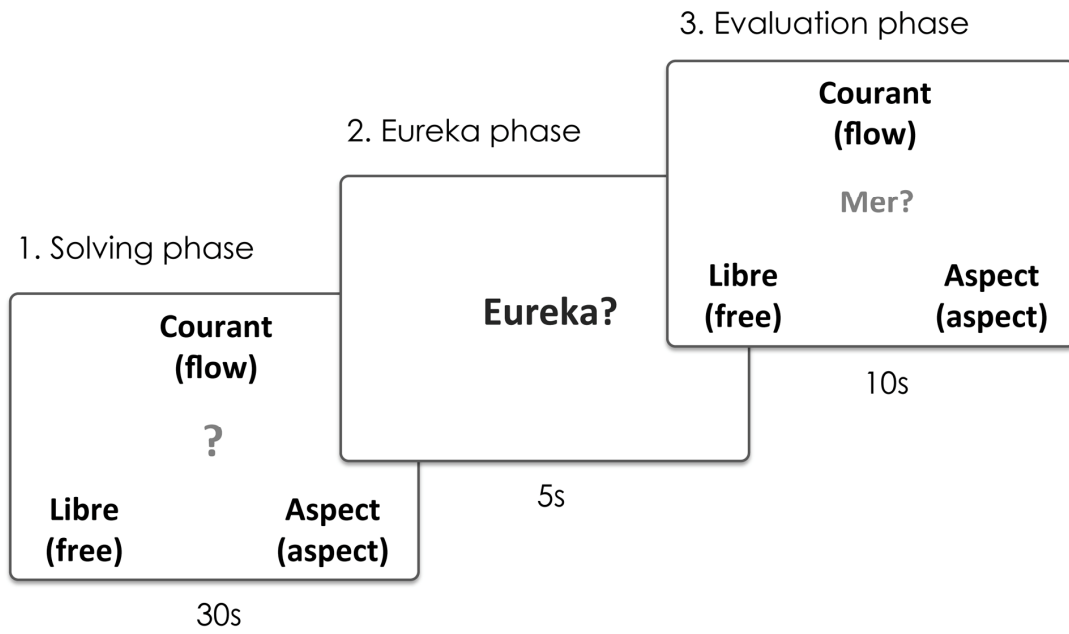 1. Solving phase
Courant
(flow)
?
Libre
(free)
Aspect
(aspect)
30s
2. Eureka phase
Eureka?
5s
3. Evaluation phase
Courant
(flow)
Mer?
Libre
(free)
Aspect
(aspect)
10s